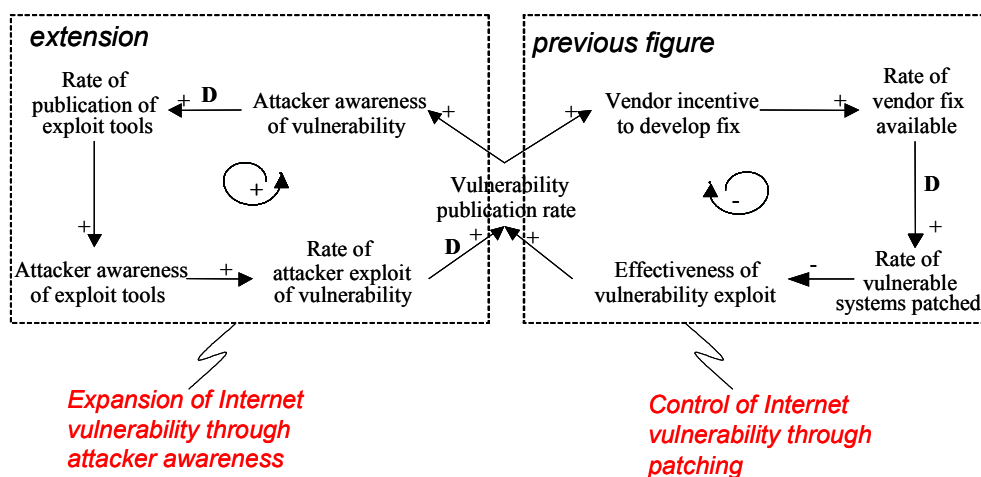 extension
Rate of
publication of
exploit tools
+
D
Attacker awareness
of vulnerability
+
+
+
Attacker awareness
of exploit tools
+
Rate of
attacker exploit
of vulnerability
D
+
Vulnerability
publication rate
previous figure
+
Vendor incentive
to develop fix
+
Rate of
vendor fix
available
-
D
+
Rate of
vulnerable
systems patched
-
Effectiveness of
vulnerability exploit
+
Expansion of Internet
vulnerability through
attacker awareness
Control of Internet
vulnerability through
patching